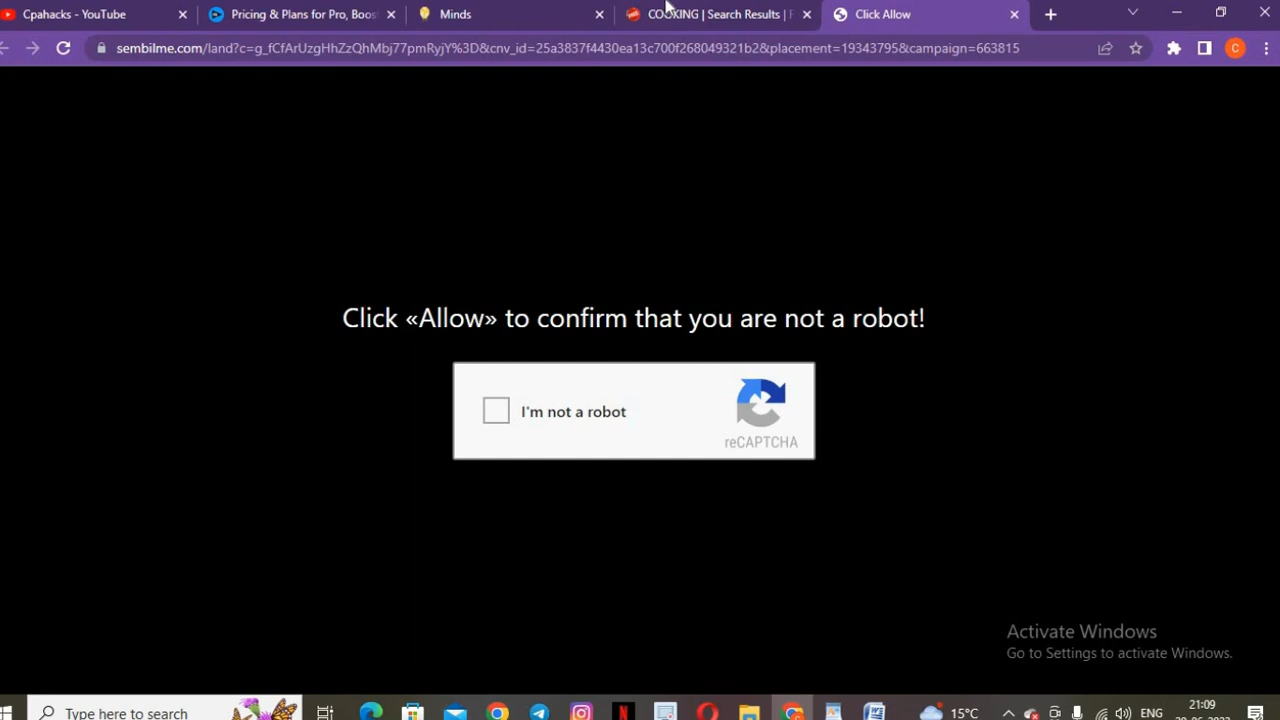 Cpahacks - YouTube
Pricing & Plans for Pro, Boos
Minds
COOKING | Search Results |
Click Allow
sembilme.com/land?c=g_fCfArUzgHhZzQhMbj77pmRyjY%3D&cnv_id=25a3837f4430ea13c700f268049321b2&placement=19343795&campaign=663815
C
Click «Allow» to confirm that you are not a robot!
I'm not a robot
reCAPTCHA
Activate Windows
Go to Settings to activate Windows.
Type here to search
15°C
ENG
21:09